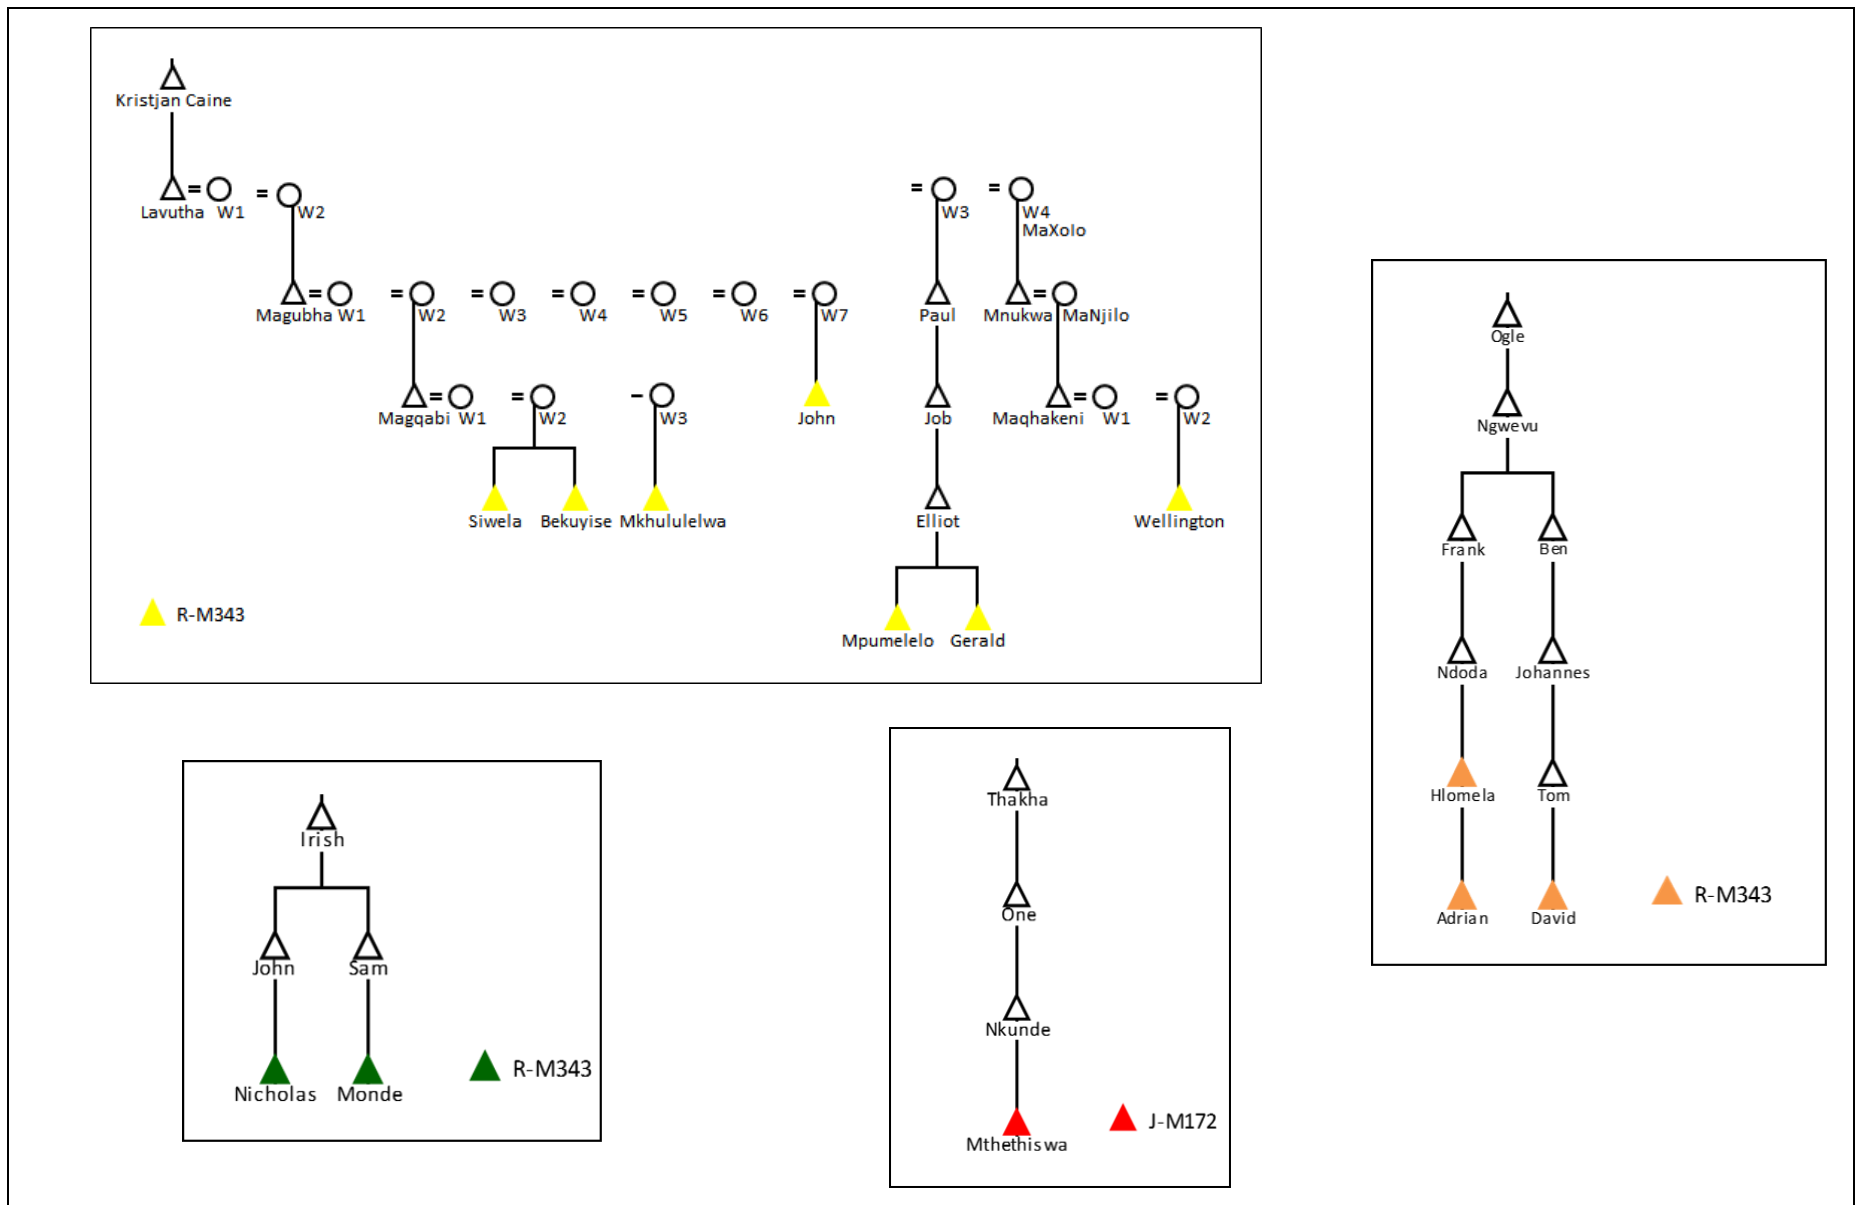 Kristjan Caine
= = = =
Lavutha W1 W2 W3 W4
MaXolo
= = = = = = = =
Magubha W1 W2 W3 W4 W5 W6 W7 Paul Mnukwa MaNjilo
= = – = =
Magqabi W1 W2 W3 John Job Maqhakeni W1 W2
Siwela Bekuyise Mkhululelwa Elliot Wellington
R-M343
Mpumelelo Gerald
Ogle
Ngwevu
Frank Ben
Ndoda Johannes
Hlomela Tom
Adrian David
R-M343
Irish
John Sam
Nicholas Monde
R-M343
Thakha
One
Nkunde
Mthethiswa
J-M172